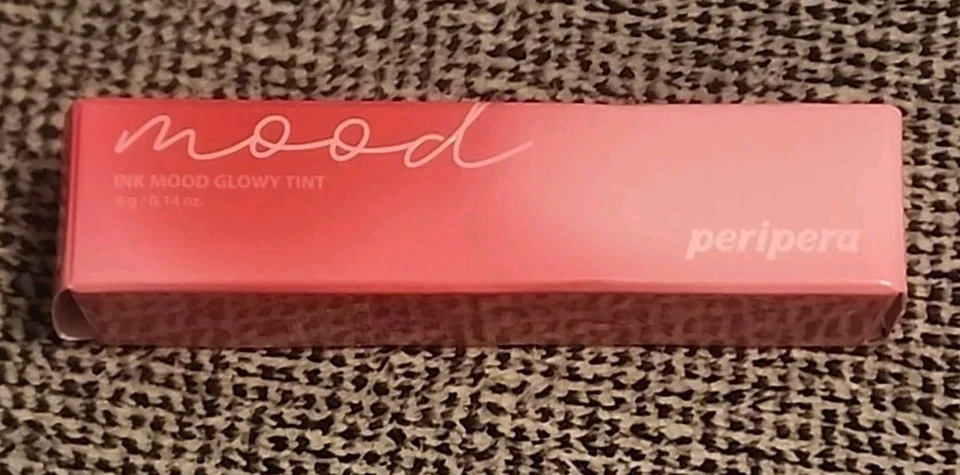 mood
INK MOOD GLOWY TINT
4 g / 0.14 oz.
peripera